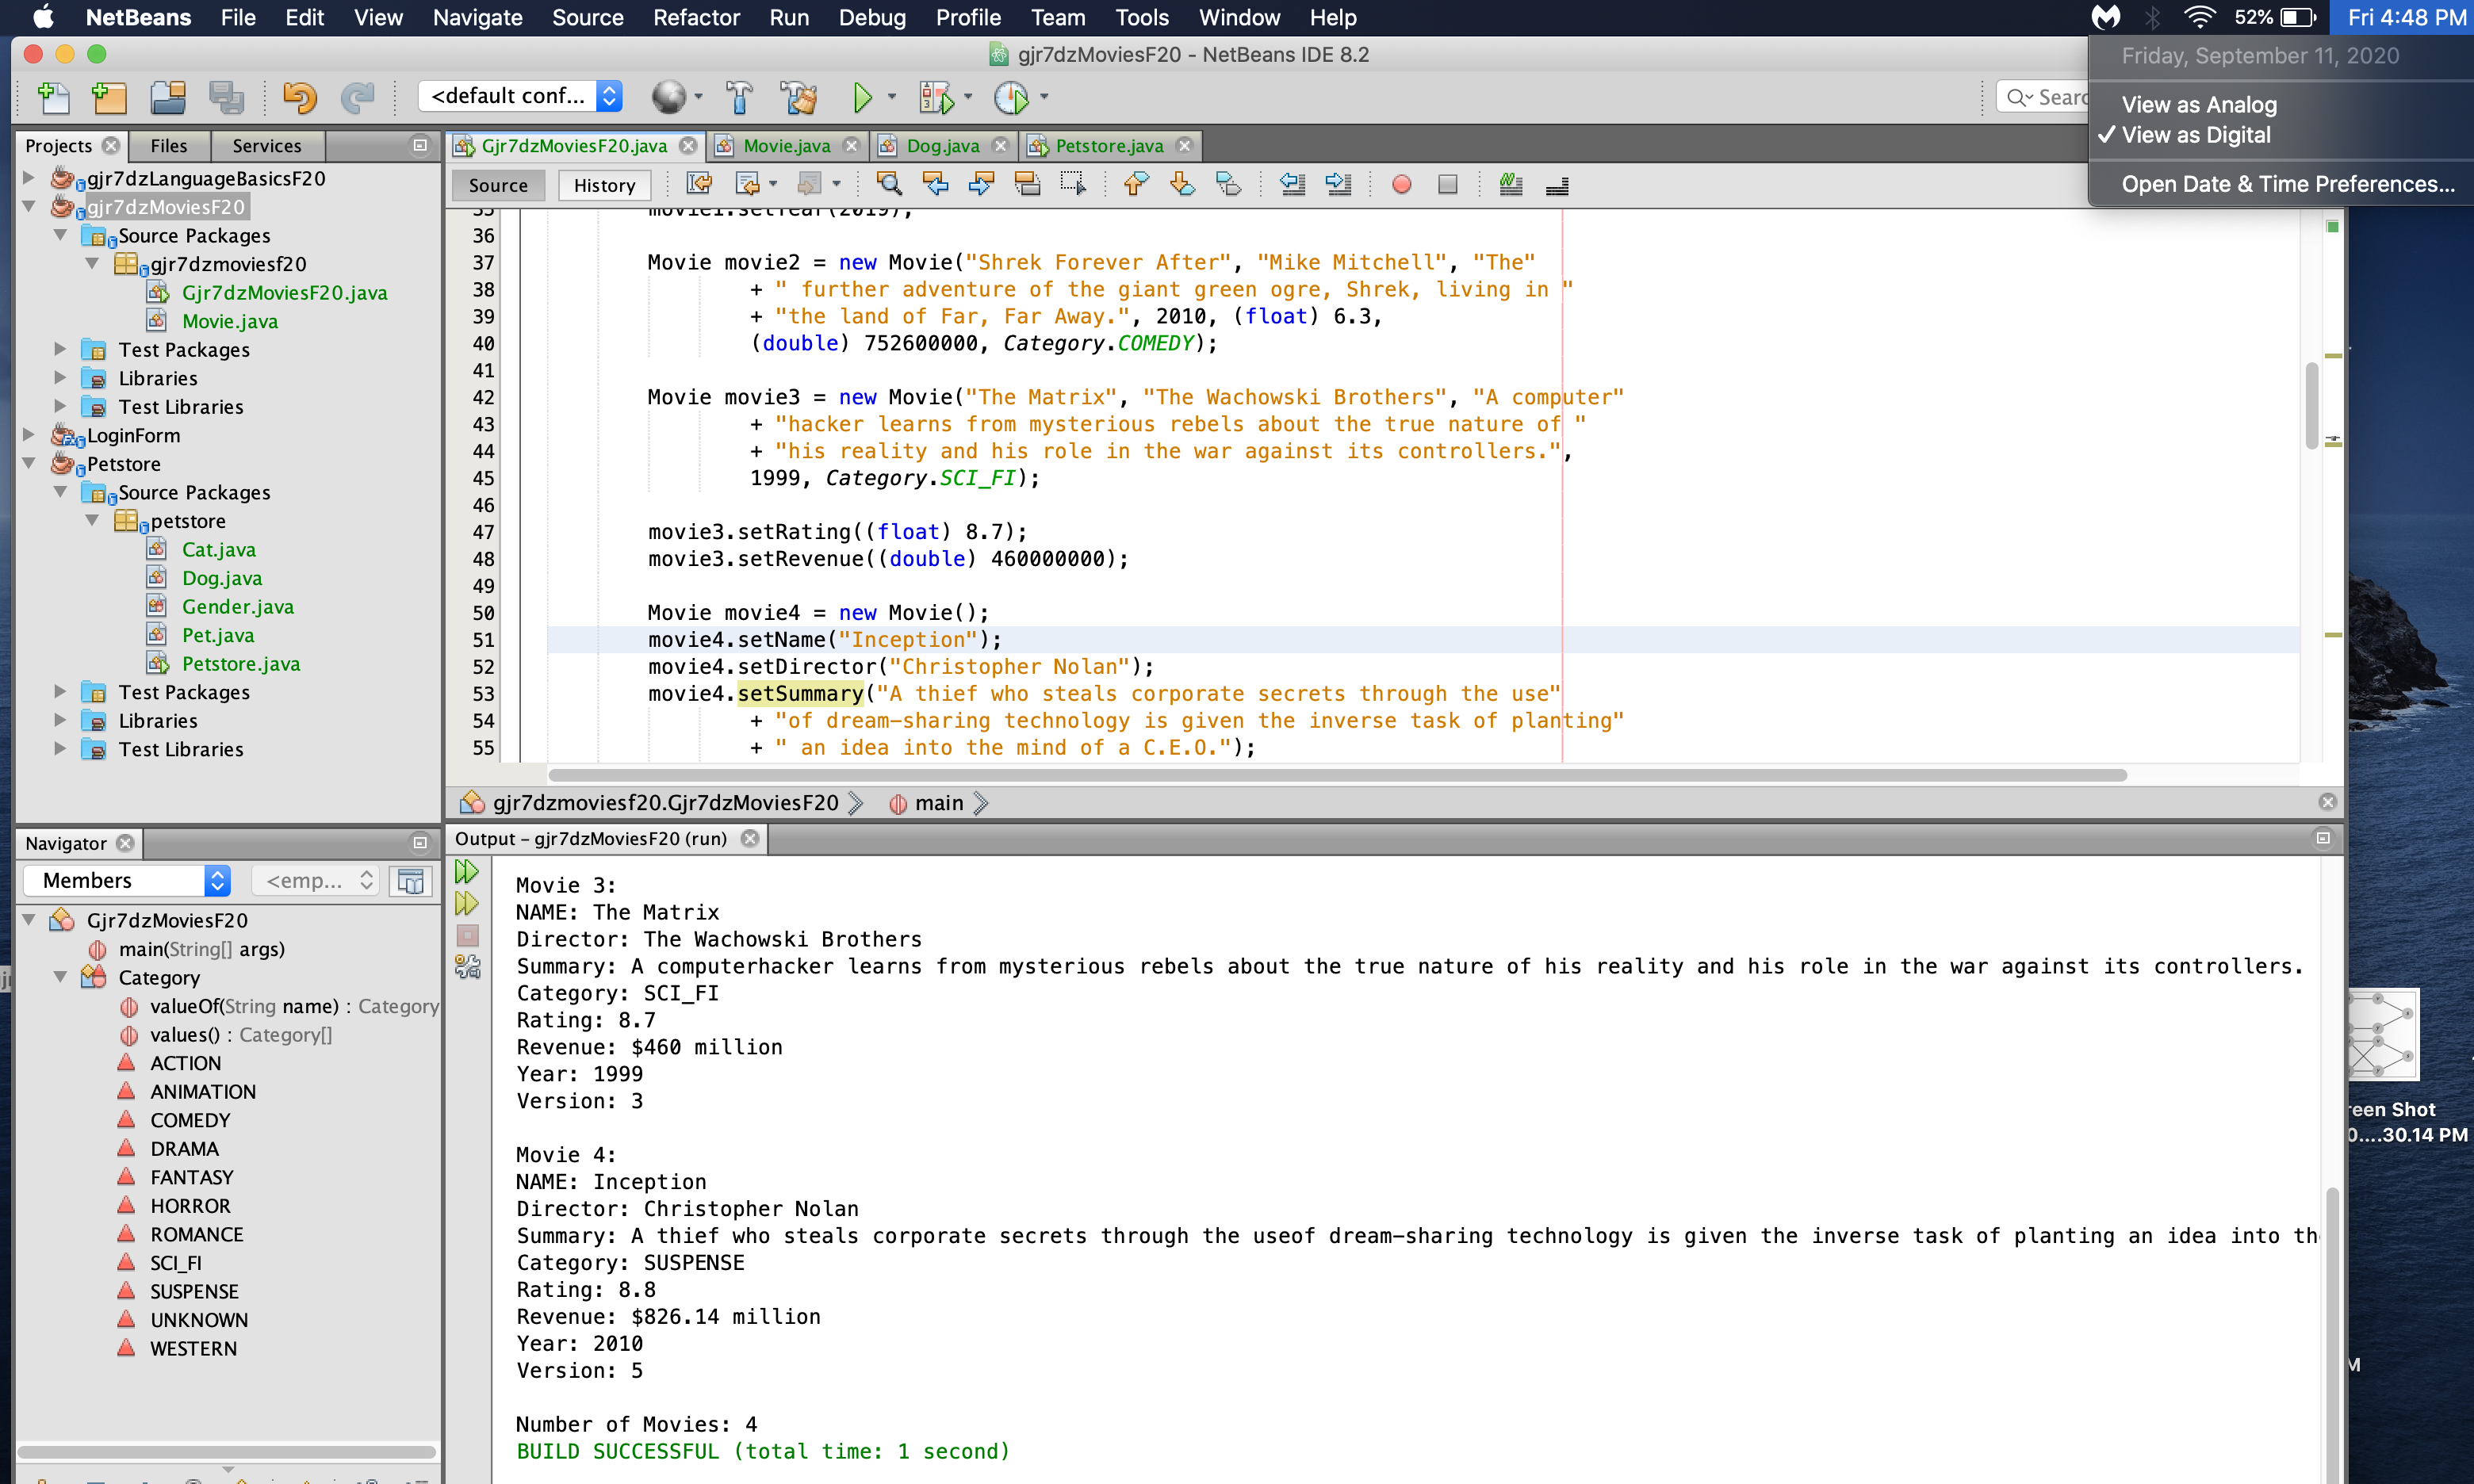 NetBeans File Edit View Navigate Source Refactor Run Debug Profile Team Tools Window Help 52% Fri 4:48 PM
gjr7dzMoviesF20 - NetBeans IDE 8.2
Friday, September 11, 2020
View as Analog
✓ View as Digital
Open Date & Time Preferences...
<default conf...
Searc
Projects Files Services
gjr7dzLanguageBasicsF20
gjr7dzMoviesF20
Source Packages
gjr7dzmoviesf20
Gjr7dzMoviesF20.java
Movie.java
Test Packages
Libraries
Test Libraries
LoginForm
Petstore
Source Packages
petstore
Cat.java
Dog.java
Gender.java
Pet.java
Petstore.java
Test Packages
Libraries
Test Libraries
Gjr7dzMoviesF20.java Movie.java Dog.java Petstore.java
Source History
35 movie1.setYear(2019);
36
37 Movie movie2 = new Movie("Shrek Forever After", "Mike Mitchell", "The"
38 + " further adventure of the giant green ogre, Shrek, living in "
39 + "the land of Far, Far Away.", 2010, (float) 6.3,
40 (double) 752600000, Category.COMEDY);
41
42 Movie movie3 = new Movie("The Matrix", "The Wachowski Brothers", "A computer"
43 + "hacker learns from mysterious rebels about the true nature of "
44 + "his reality and his role in the war against its controllers.",
45 1999, Category.SCI_FI);
46
47 movie3.setRating((float) 8.7);
48 movie3.setRevenue((double) 460000000);
49
50 Movie movie4 = new Movie();
51 movie4.setName("Inception");
52 movie4.setDirector("Christopher Nolan");
53 movie4.setSummary("A thief who steals corporate secrets through the use"
54 + "of dream-sharing technology is given the inverse task of planting"
55 + " an idea into the mind of a C.E.O.");
gjr7dzmoviesf20.Gjr7dzMoviesF20 main
Navigator
Members <emp...
Gjr7dzMoviesF20
main(String[] args)
Category
valueOf(String name) : Category
values() : Category[]
ACTION
ANIMATION
COMEDY
DRAMA
FANTASY
HORROR
ROMANCE
SCI_FI
SUSPENSE
UNKNOWN
WESTERN
Output - gjr7dzMoviesF20 (run)
Movie 3:
NAME: The Matrix
Director: The Wachowski Brothers
Summary: A computerhacker learns from mysterious rebels about the true nature of his reality and his role in the war against its controllers.
Category: SCI_FI
Rating: 8.7
Revenue: $460 million
Year: 1999
Version: 3
Movie 4:
NAME: Inception
Director: Christopher Nolan
Summary: A thief who steals corporate secrets through the useof dream-sharing technology is given the inverse task of planting an idea into th
Category: SUSPENSE
Rating: 8.8
Revenue: $826.14 million
Year: 2010
Version: 5
Number of Movies: 4
BUILD SUCCESSFUL (total time: 1 second)
reen Shot
0....30.14 PM
M